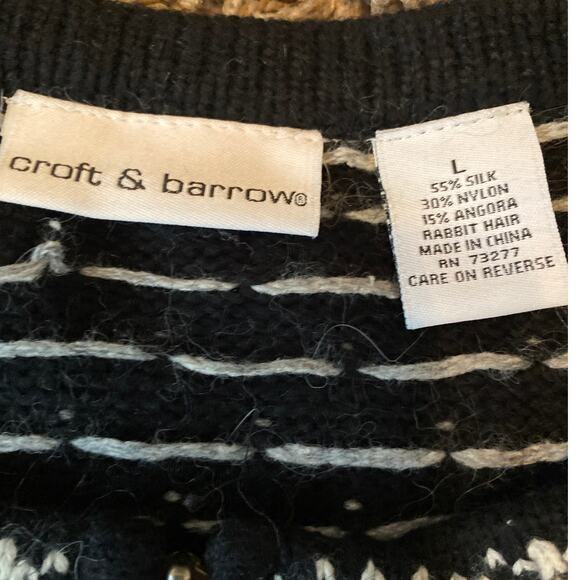 croft & barrow®
L
55% SILK
30% NYLON
15% ANGORA
RABBIT HAIR
MADE IN CHINA
RN 73277
CARE ON REVERSE